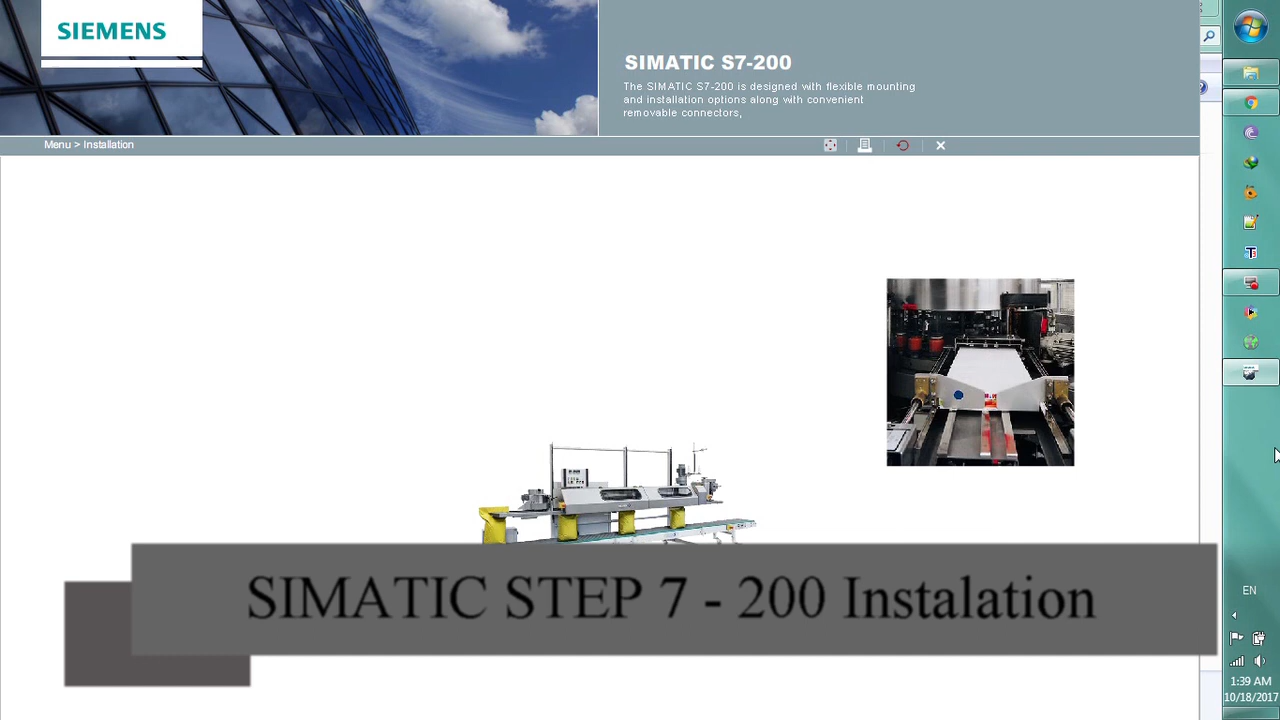 SIEMENS
SIMATIC S7-200
The SIMATIC S7-200 is designed with flexible mounting
and installation options along with convenient
removable connectors,
Menu > Installation
SIMATIC STEP 7 - 200 Instalation
EN
1:39 AM
10/18/2017